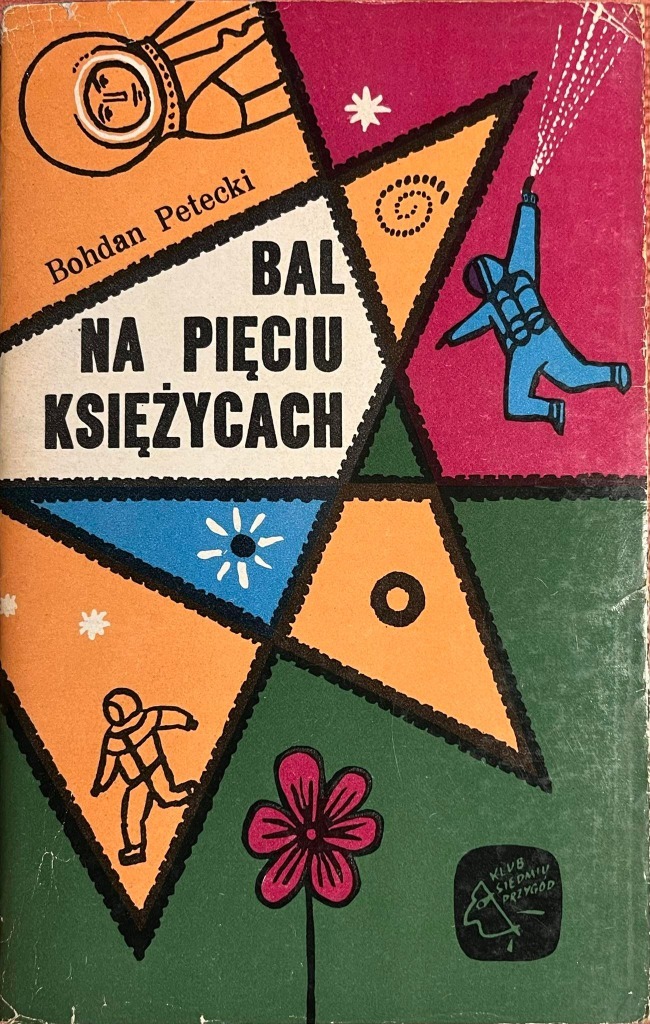 Bohdan Petecki
BAL
NA PIĘCIU
KSIĘŻYCACH
KLUB
SIEDMIU
PRZYGÓD